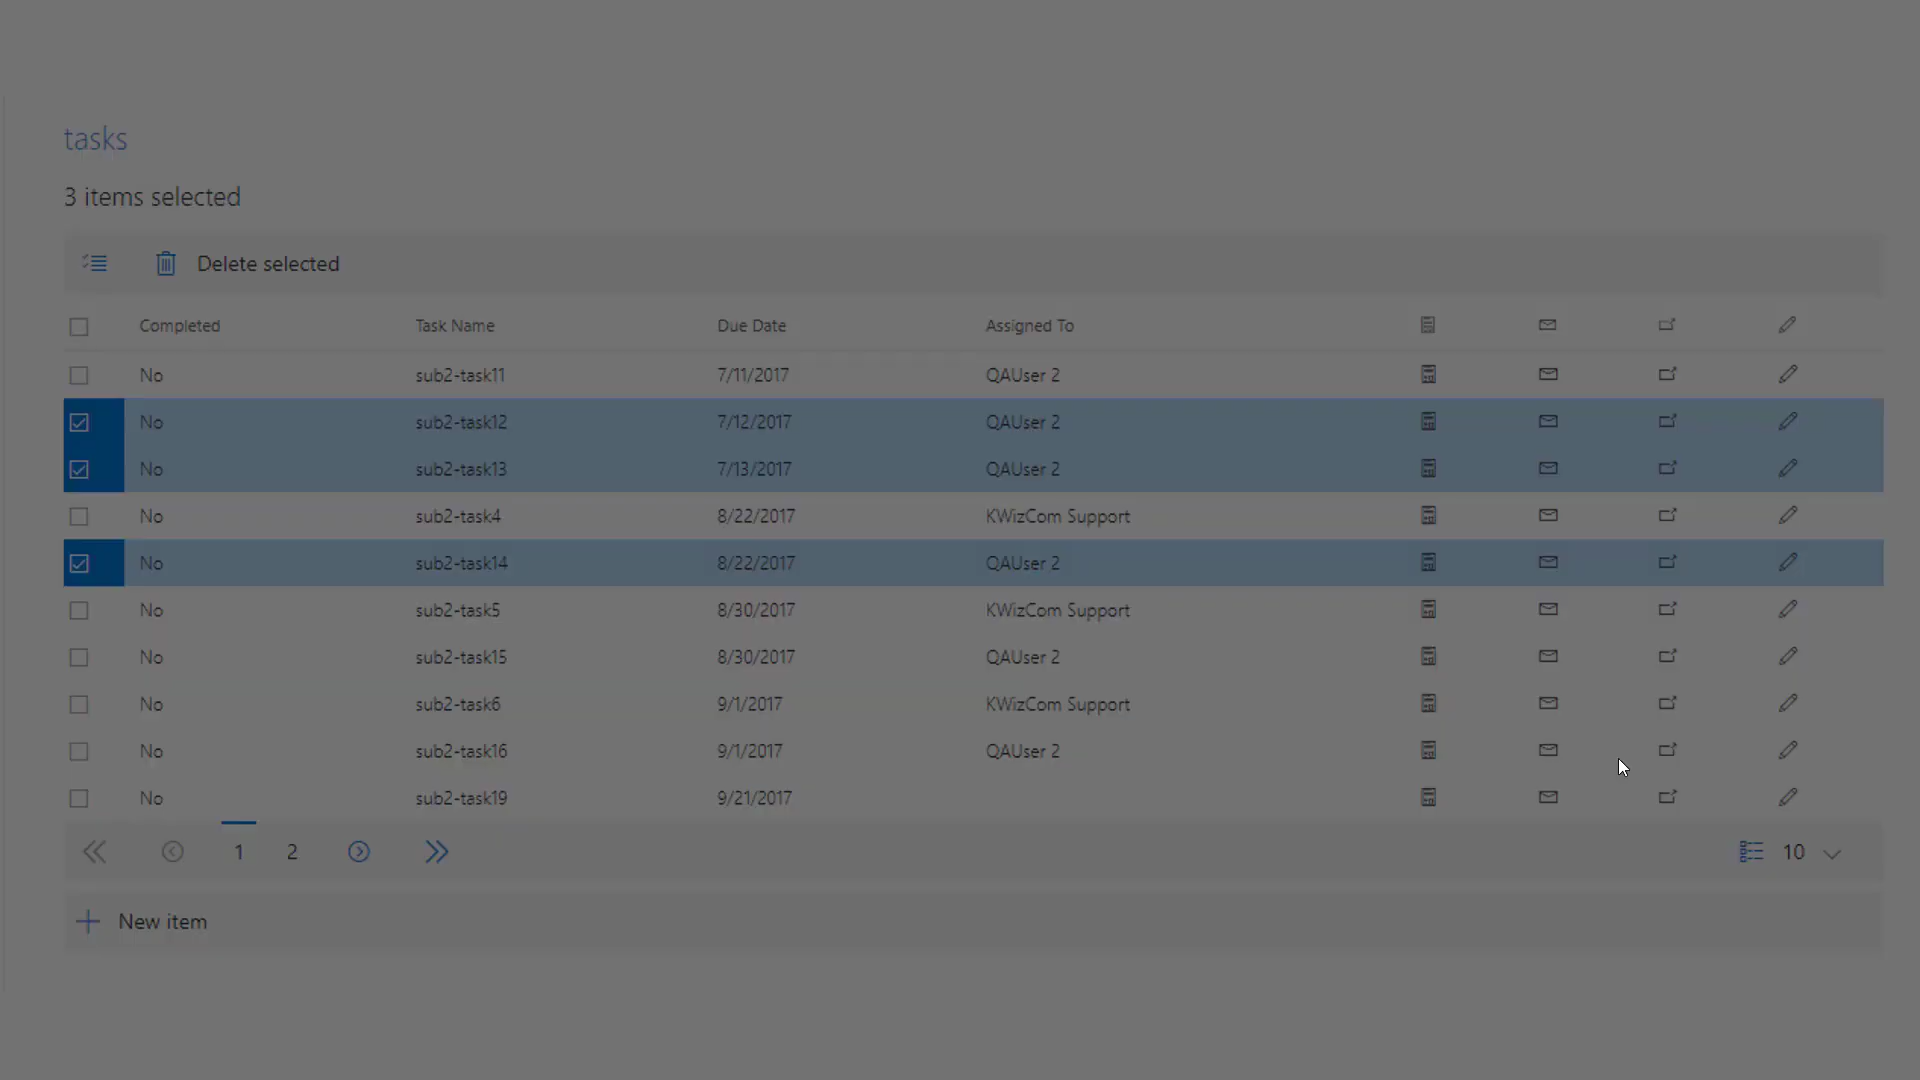 tasks
3 items selected
Delete selected
Completed Task Name Due Date Assigned To
No sub2-task11 7/11/2017 QAUser 2
No sub2-task12 7/12/2017 QAUser 2
No sub2-task13 7/13/2017 QAUser 2
No sub2-task4 8/22/2017 KWizCom Support
No sub2-task14 8/22/2017 QAUser 2
No sub2-task5 8/30/2017 KWizCom Support
No sub2-task15 8/30/2017 QAUser 2
No sub2-task6 9/1/2017 KWizCom Support
No sub2-task16 9/1/2017 QAUser 2
No sub2-task19 9/21/2017
1 2 10
New item